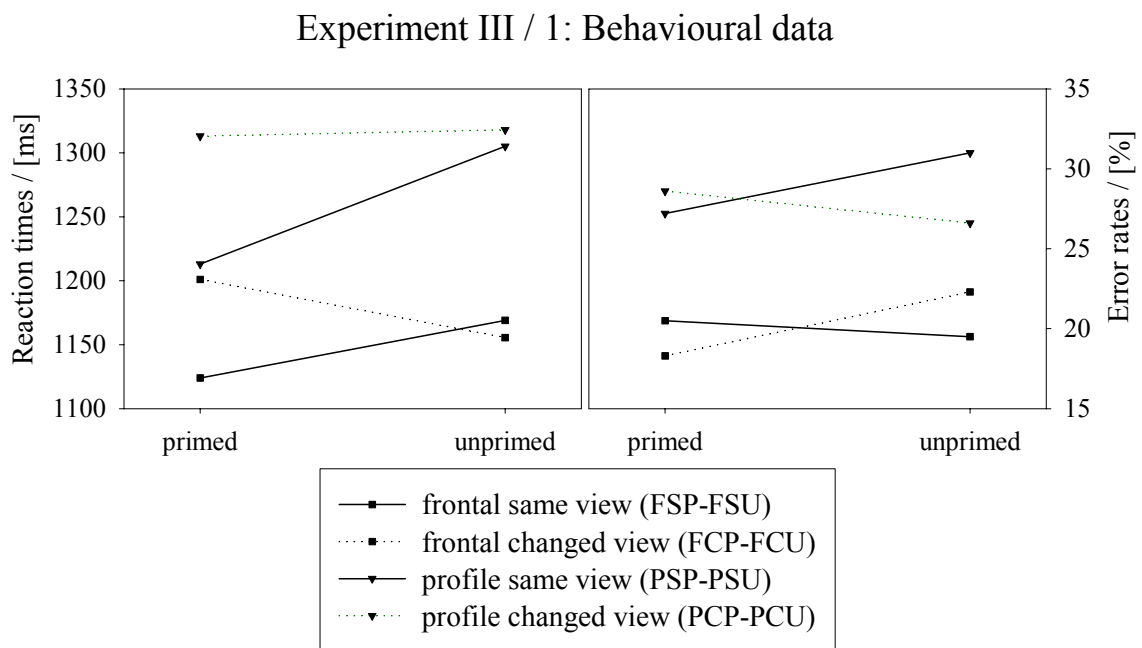 Experiment III / 1: Behavioural data
Reaction times / [ms]
1350
1300
1250
1200
1150
1100
primed
unprimed
primed
unprimed
35
30
25
20
15
Error rates / [%]
frontal same view (FSP-FSU)
frontal changed view (FCP-FCU)
profile same view (PSP-PSU)
profile changed view (PCP-PCU)